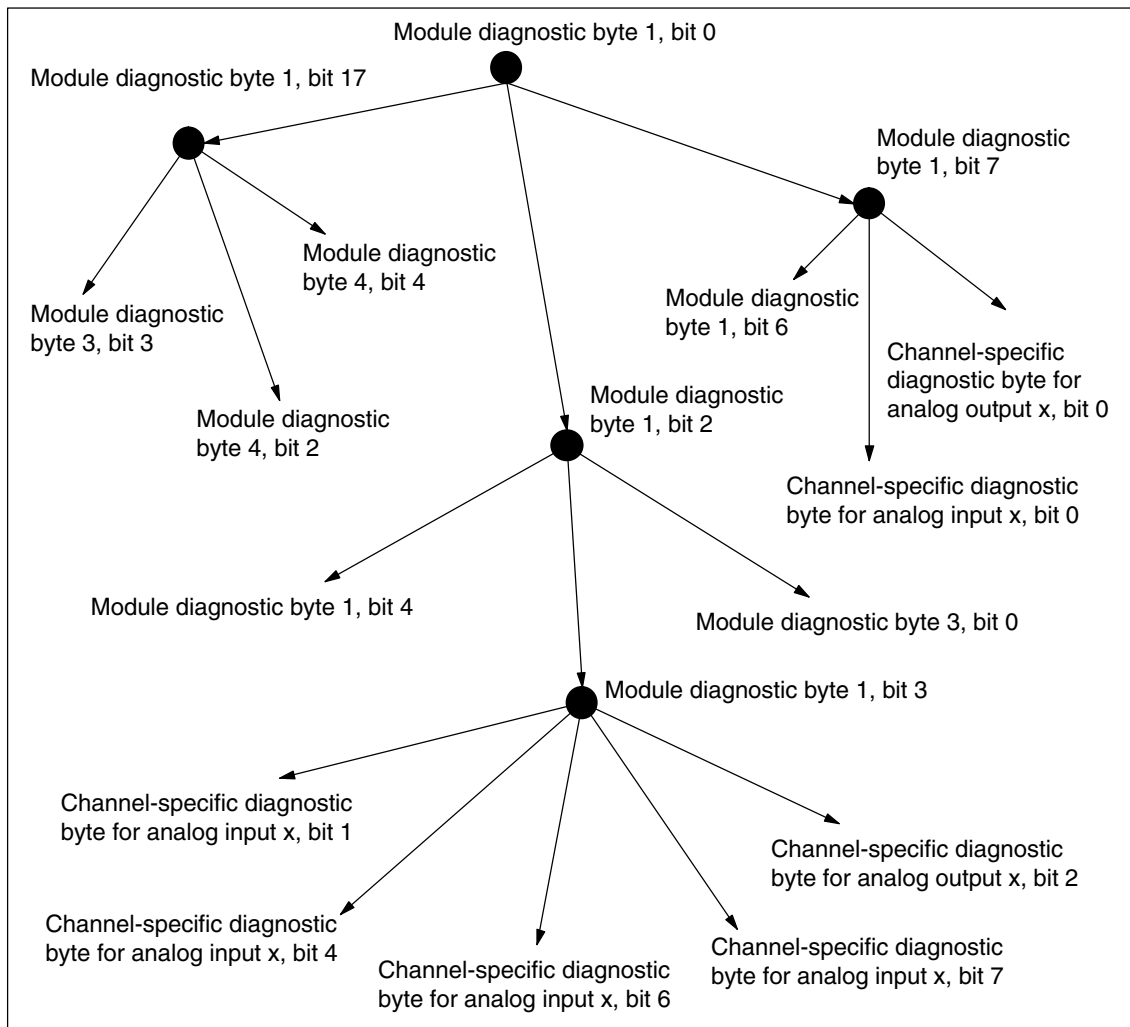 Module diagnostic byte 1, bit 0
Module diagnostic byte 1, bit 17
Module diagnostic
byte 1, bit 7
Module diagnostic
byte 4, bit 4
Module diagnostic
byte 3, bit 3
Module diagnostic
byte 1, bit 6
Channel-specific
diagnostic byte for
analog output x, bit 0
Module diagnostic
byte 4, bit 2
Module diagnostic
byte 1, bit 2
Channel-specific diagnostic
byte for analog input x, bit 0
Module diagnostic byte 1, bit 4
Module diagnostic byte 3, bit 0
Module diagnostic byte 1, bit 3
Channel-specific diagnostic
byte for analog input x, bit 1
Channel-specific diagnostic
byte for analog output x, bit 2
Channel-specific diagnostic
byte for analog input x, bit 4
Channel-specific diagnostic
byte for analog input x, bit 6
Channel-specific diagnostic
byte for analog input x, bit 7